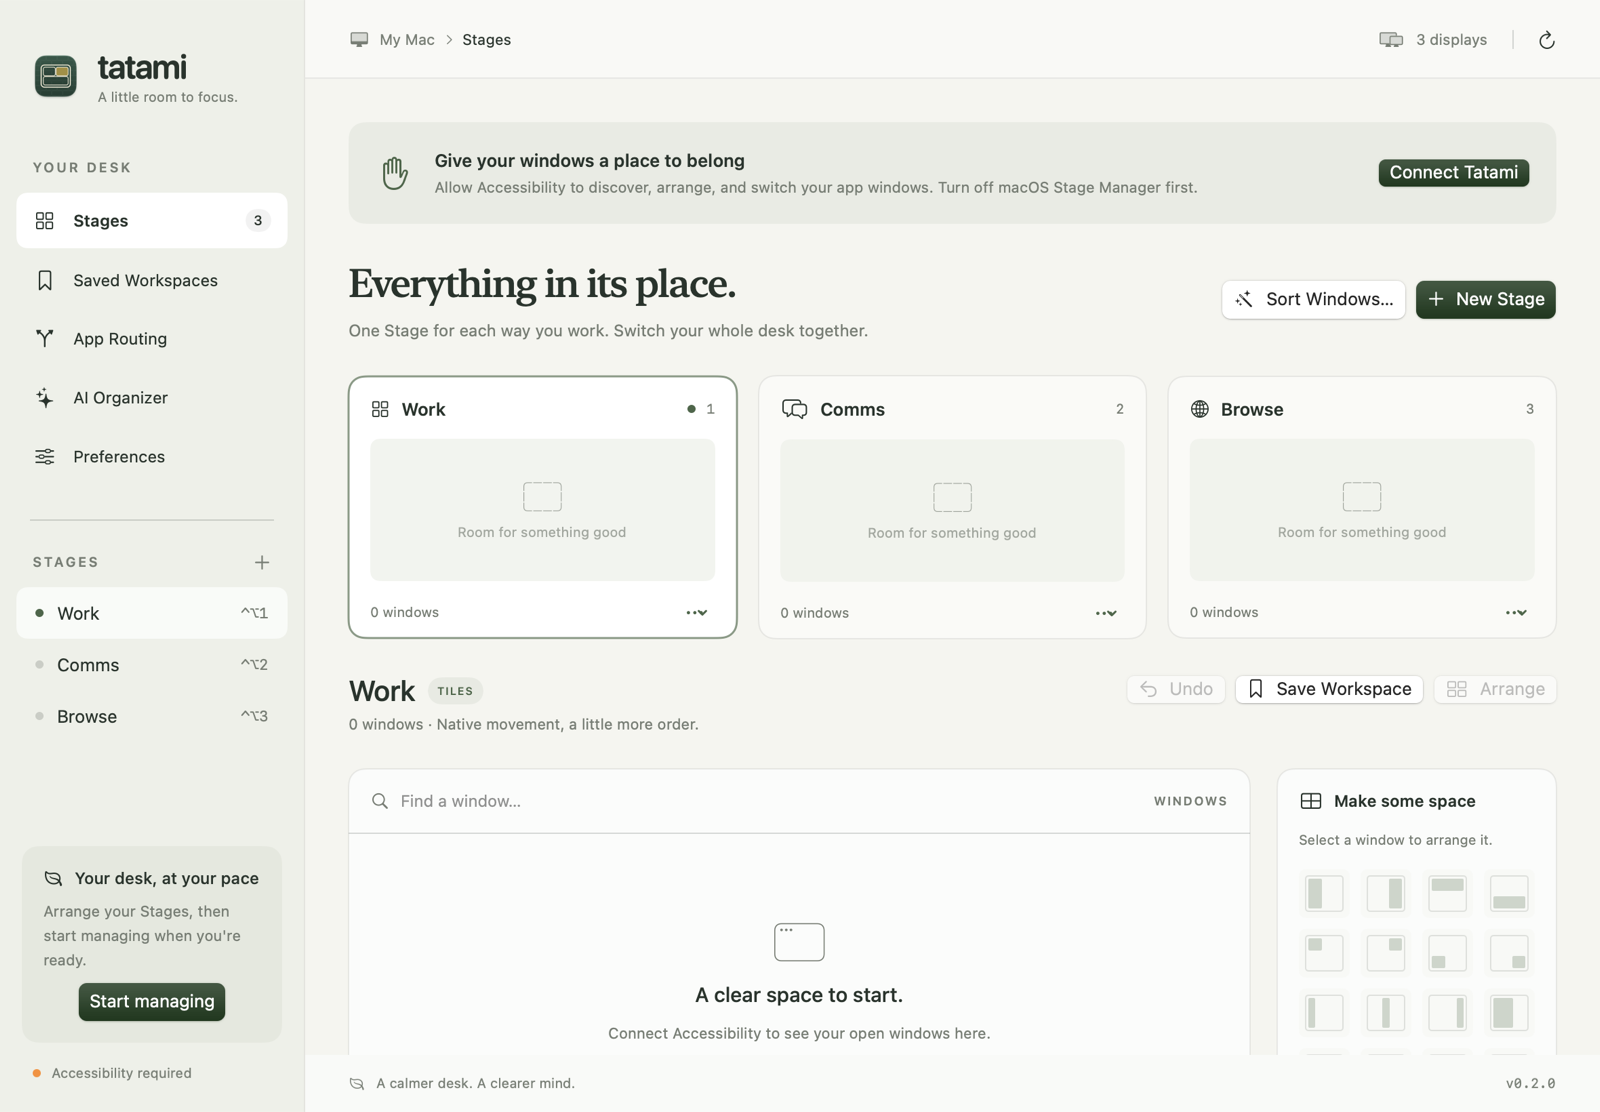 tatami
A little room to focus.
YOUR DESK
Stages 3
Saved Workspaces
App Routing
AI Organizer
Preferences
STAGES
Work ^⌥1
Comms ^⌥2
Browse ^⌥3
Your desk, at your pace
Arrange your Stages, then
start managing when you're
ready.
Start managing
Accessibility required
My Mac > Stages
3 displays
Give your windows a place to belong
Allow Accessibility to discover, arrange, and switch your app windows. Turn off macOS Stage Manager first.
Connect Tatami
Everything in its place.
One Stage for each way you work. Switch your whole desk together.
Sort Windows...
+ New Stage
Work 1
Room for something good
0 windows
Comms 2
Room for something good
0 windows
Browse 3
Room for something good
0 windows
Work TILES
0 windows · Native movement, a little more order.
Undo
Save Workspace
Arrange
Find a window...
WINDOWS
A clear space to start.
Connect Accessibility to see your open windows here.
Make some space
Select a window to arrange it.
A calmer desk. A clearer mind.
v0.2.0